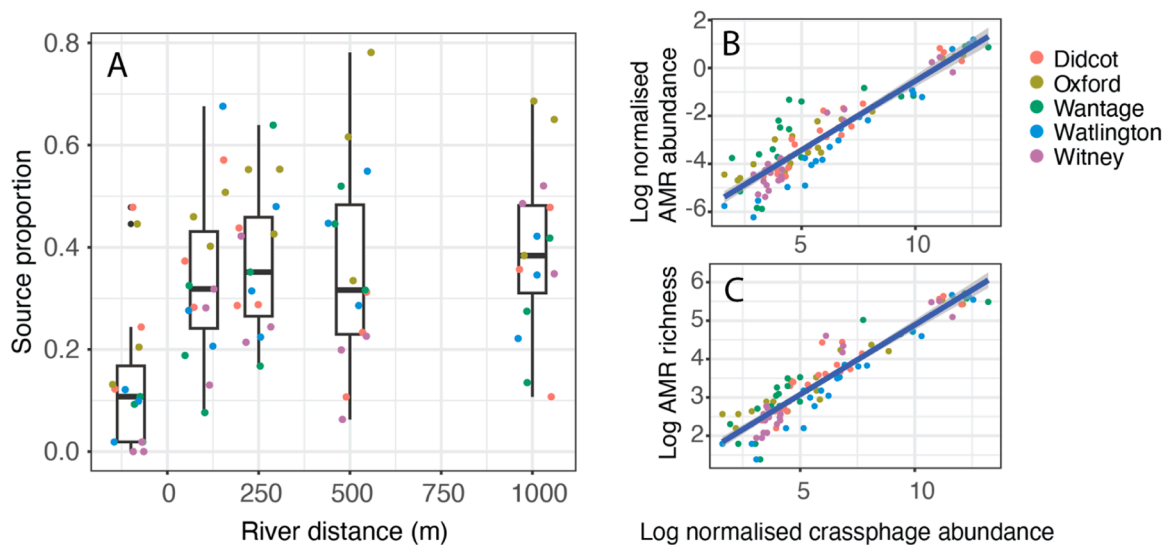 A
Source proportion
0.8
0.6
0.4
0.2
0.0
0
250
500
750
1000
River distance (m)
B
Log normalised
AMR abundance
2
0
-2
-4
-6
5
10
C
Log AMR richness
6
5
4
3
2
5
10
Log normalised crassphage abundance
Didcot
Oxford
Wantage
Watlington
Witney